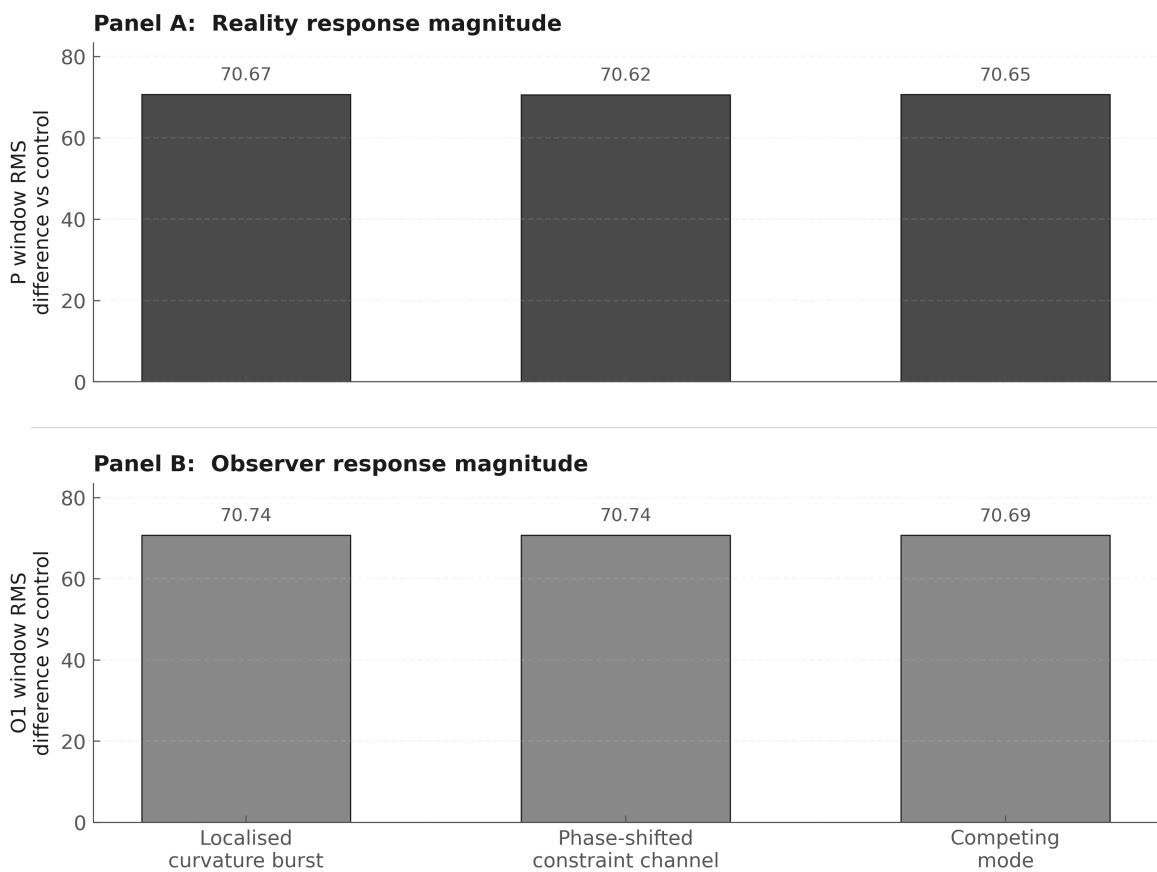 Panel A:  Reality response magnitude
P window RMS
difference vs control
80
60
40
20
0
70.67
70.62
70.65
Panel B:  Observer response magnitude
O1 window RMS
difference vs control
80
60
40
20
0
70.74
70.74
70.69
Localised
curvature burst
Phase-shifted
constraint channel
Competing
mode